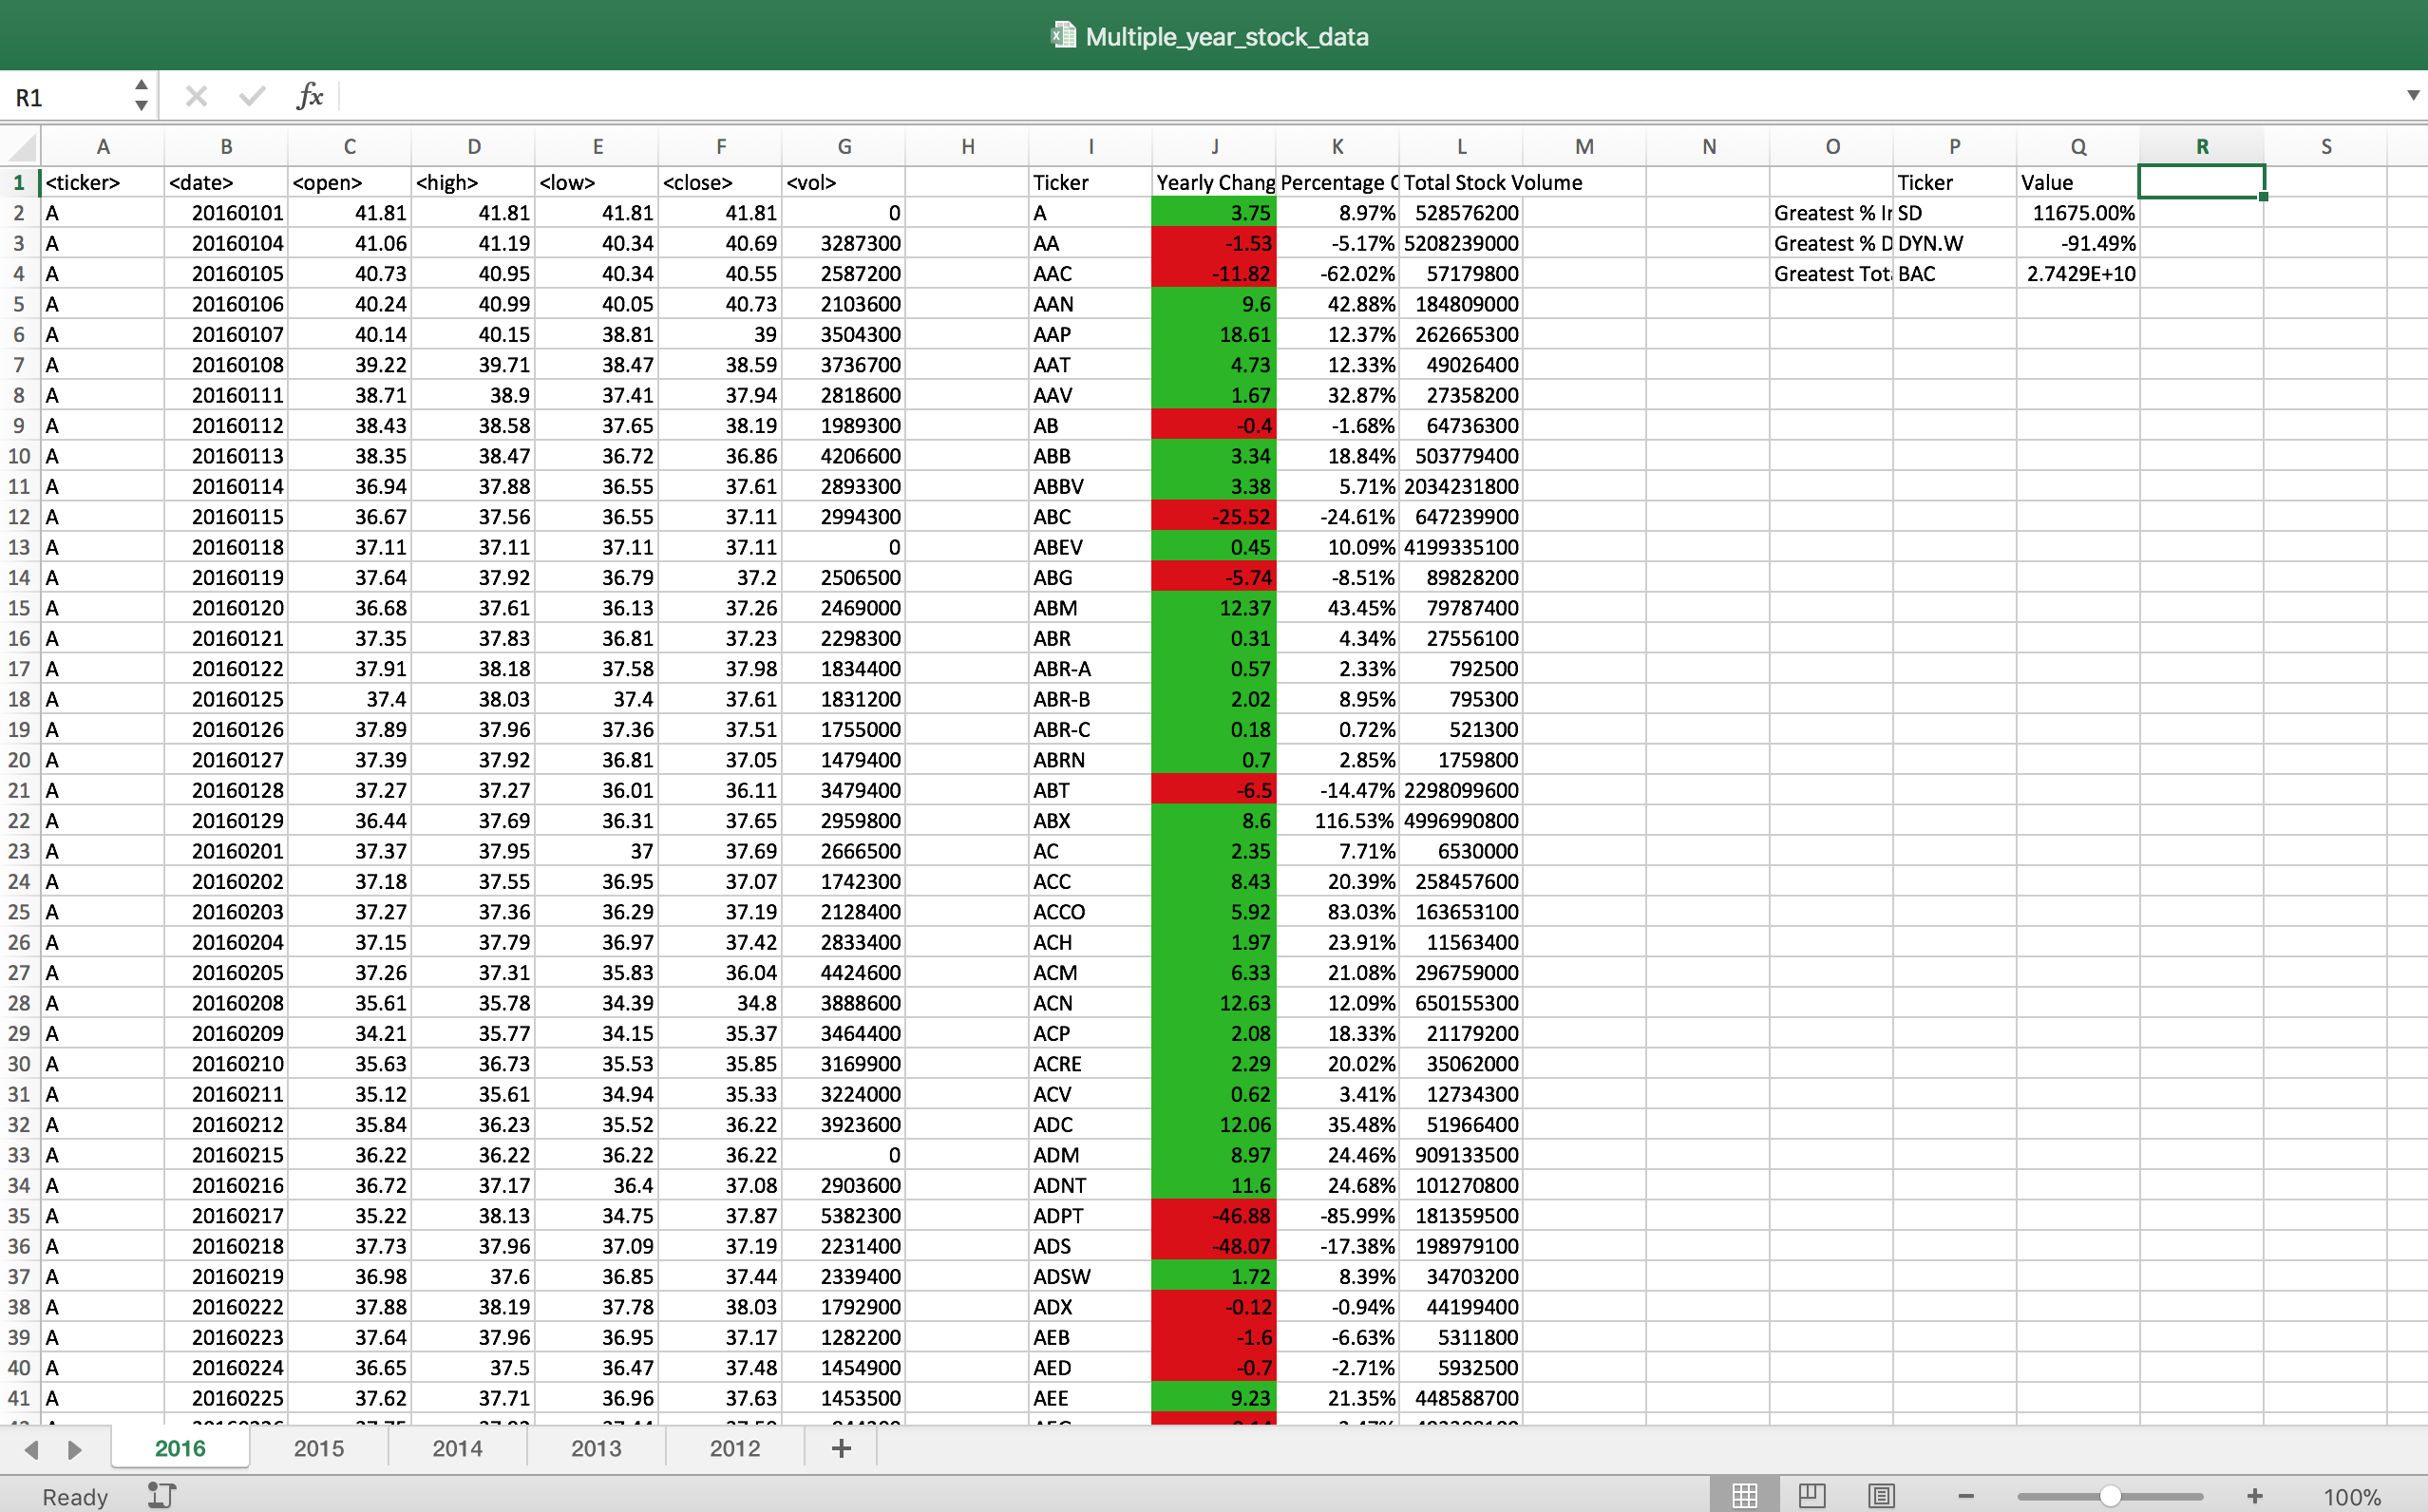 Multiple_year_stock_data
R1 fx
A B C D E F G H I J K L M N O P Q R S
1 <ticker> <date> <open> <high> <low> <close> <vol> Ticker Yearly Chang Percentage C Total Stock Volume Ticker Value
2 A 20160101 41.81 41.81 41.81 41.81 0 A 3.75 8.97% 528576200 Greatest % Ir SD 11675.00%
3 A 20160104 41.06 41.19 40.34 40.69 3287300 AA -1.53 -5.17% 5208239000 Greatest % D DYN.W -91.49%
4 A 20160105 40.73 40.95 40.34 40.55 2587200 AAC -11.82 -62.02% 57179800 Greatest Tot BAC 2.7429E+10
5 A 20160106 40.24 40.99 40.05 40.73 2103600 AAN 9.6 42.88% 184809000
6 A 20160107 40.14 40.15 38.81 39 3504300 AAP 18.61 12.37% 262665300
7 A 20160108 39.22 39.71 38.47 38.59 3736700 AAT 4.73 12.33% 49026400
8 A 20160111 38.71 38.9 37.41 37.94 2818600 AAV 1.67 32.87% 27358200
9 A 20160112 38.43 38.58 37.65 38.19 1989300 AB -0.4 -1.68% 64736300
10 A 20160113 38.35 38.47 36.72 36.86 4206600 ABB 3.34 18.84% 503779400
11 A 20160114 36.94 37.88 36.55 37.61 2893300 ABBV 3.38 5.71% 2034231800
12 A 20160115 36.67 37.56 36.55 37.11 2994300 ABC -25.52 -24.61% 647239900
13 A 20160118 37.11 37.11 37.11 37.11 0 ABEV 0.45 10.09% 4199335100
14 A 20160119 37.64 37.92 36.79 37.2 2506500 ABG -5.74 -8.51% 89828200
15 A 20160120 36.68 37.61 36.13 37.26 2469000 ABM 12.37 43.45% 79787400
16 A 20160121 37.35 37.83 36.81 37.23 2298300 ABR 0.31 4.34% 27556100
17 A 20160122 37.91 38.18 37.58 37.98 1834400 ABR-A 0.57 2.33% 792500
18 A 20160125 37.4 38.03 37.4 37.61 1831200 ABR-B 2.02 8.95% 795300
19 A 20160126 37.89 37.96 37.36 37.51 1755000 ABR-C 0.18 0.72% 521300
20 A 20160127 37.39 37.92 36.81 37.05 1479400 ABRN 0.7 2.85% 1759800
21 A 20160128 37.27 37.27 36.01 36.11 3479400 ABT -6.5 -14.47% 2298099600
22 A 20160129 36.44 37.69 36.31 37.65 2959800 ABX 8.6 116.53% 4996990800
23 A 20160201 37.37 37.95 37 37.69 2666500 AC 2.35 7.71% 6530000
24 A 20160202 37.18 37.55 36.95 37.07 1742300 ACC 8.43 20.39% 258457600
25 A 20160203 37.27 37.36 36.29 37.19 2128400 ACCO 5.92 83.03% 163653100
26 A 20160204 37.15 37.79 36.97 37.42 2833400 ACH 1.97 23.91% 11563400
27 A 20160205 37.26 37.31 35.83 36.04 4424600 ACM 6.33 21.08% 296759000
28 A 20160208 35.61 35.78 34.39 34.8 3888600 ACN 12.63 12.09% 650155300
29 A 20160209 34.21 35.77 34.15 35.37 3464400 ACP 2.08 18.33% 21179200
30 A 20160210 35.63 36.73 35.53 35.85 3169900 ACRE 2.29 20.02% 35062000
31 A 20160211 35.12 35.61 34.94 35.33 3224000 ACV 0.62 3.41% 12734300
32 A 20160212 35.84 36.23 35.52 36.22 3923600 ADC 12.06 35.48% 51966400
33 A 20160215 36.22 36.22 36.22 36.22 0 ADM 8.97 24.46% 909133500
34 A 20160216 36.72 37.17 36.4 37.08 2903600 ADNT 11.6 24.68% 101270800
35 A 20160217 35.22 38.13 34.75 37.87 5382300 ADPT -46.88 -85.99% 181359500
36 A 20160218 37.73 37.96 37.09 37.19 2231400 ADS -48.07 -17.38% 198979100
37 A 20160219 36.98 37.6 36.85 37.44 2339400 ADSW 1.72 8.39% 34703200
38 A 20160222 37.88 38.19 37.78 38.03 1792900 ADX -0.12 -0.94% 44199400
39 A 20160223 37.64 37.96 36.95 37.17 1282200 AEB -1.6 -6.63% 5311800
40 A 20160224 36.65 37.5 36.47 37.48 1454900 AED -0.7 -2.71% 5932500
41 A 20160225 37.62 37.71 36.96 37.63 1453500 AEE 9.23 21.35% 448588700
2016 2015 2014 2013 2012 +
Ready 100%